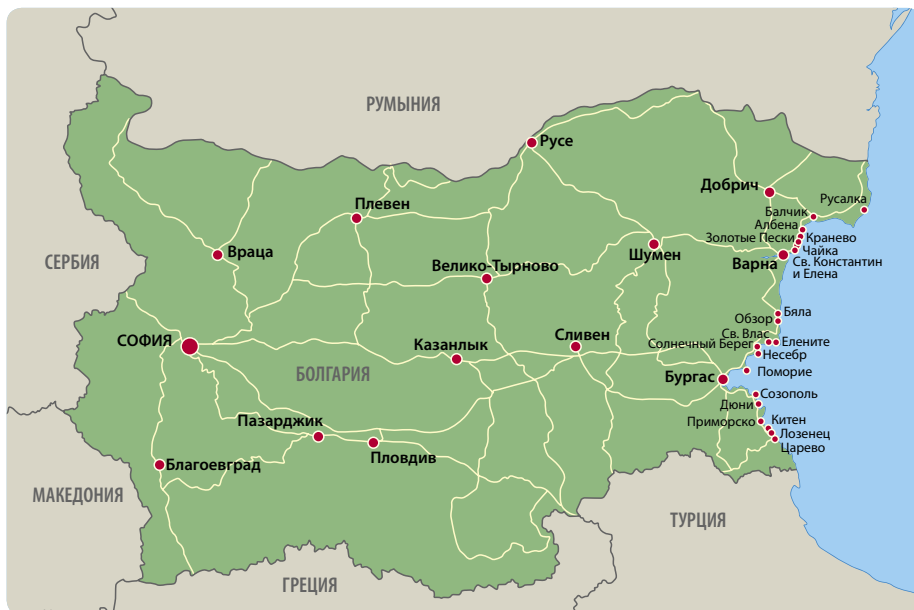 РУМЫНИЯ
Русе
Добрич
Плевен
Русалка
Балчик
Албена
Золотые Пески
Кранево
Враца
Шумен
Чайка
СЕРБИЯ
Варна
Св. Константин
и Елена
Велико-Тырново
Бяла
Обзор
Св. Влас
СОФИЯ
Казанлык
Сливен
Солнечный Берег
Елените
Несебр
БОЛГАРИЯ
Бургас
Поморие
Созополь
Дюни
Пазарджик
Приморско
Китен
Лозенец
Царево
Пловдив
Благоевград
МАКЕДОНИЯ
ТУРЦИЯ
ГРЕЦИЯ